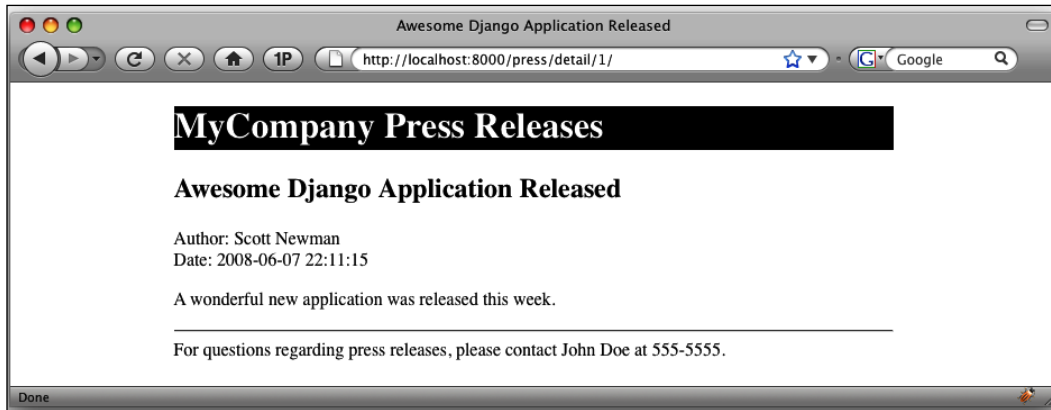 Awesome Django Application Released
1P
http://localhost:8000/press/detail/1/
G
Google
MyCompany Press Releases
Awesome Django Application Released
Author: Scott Newman
Date: 2008-06-07 22:11:15
A wonderful new application was released this week.
For questions regarding press releases, please contact John Doe at 555-5555.
Done